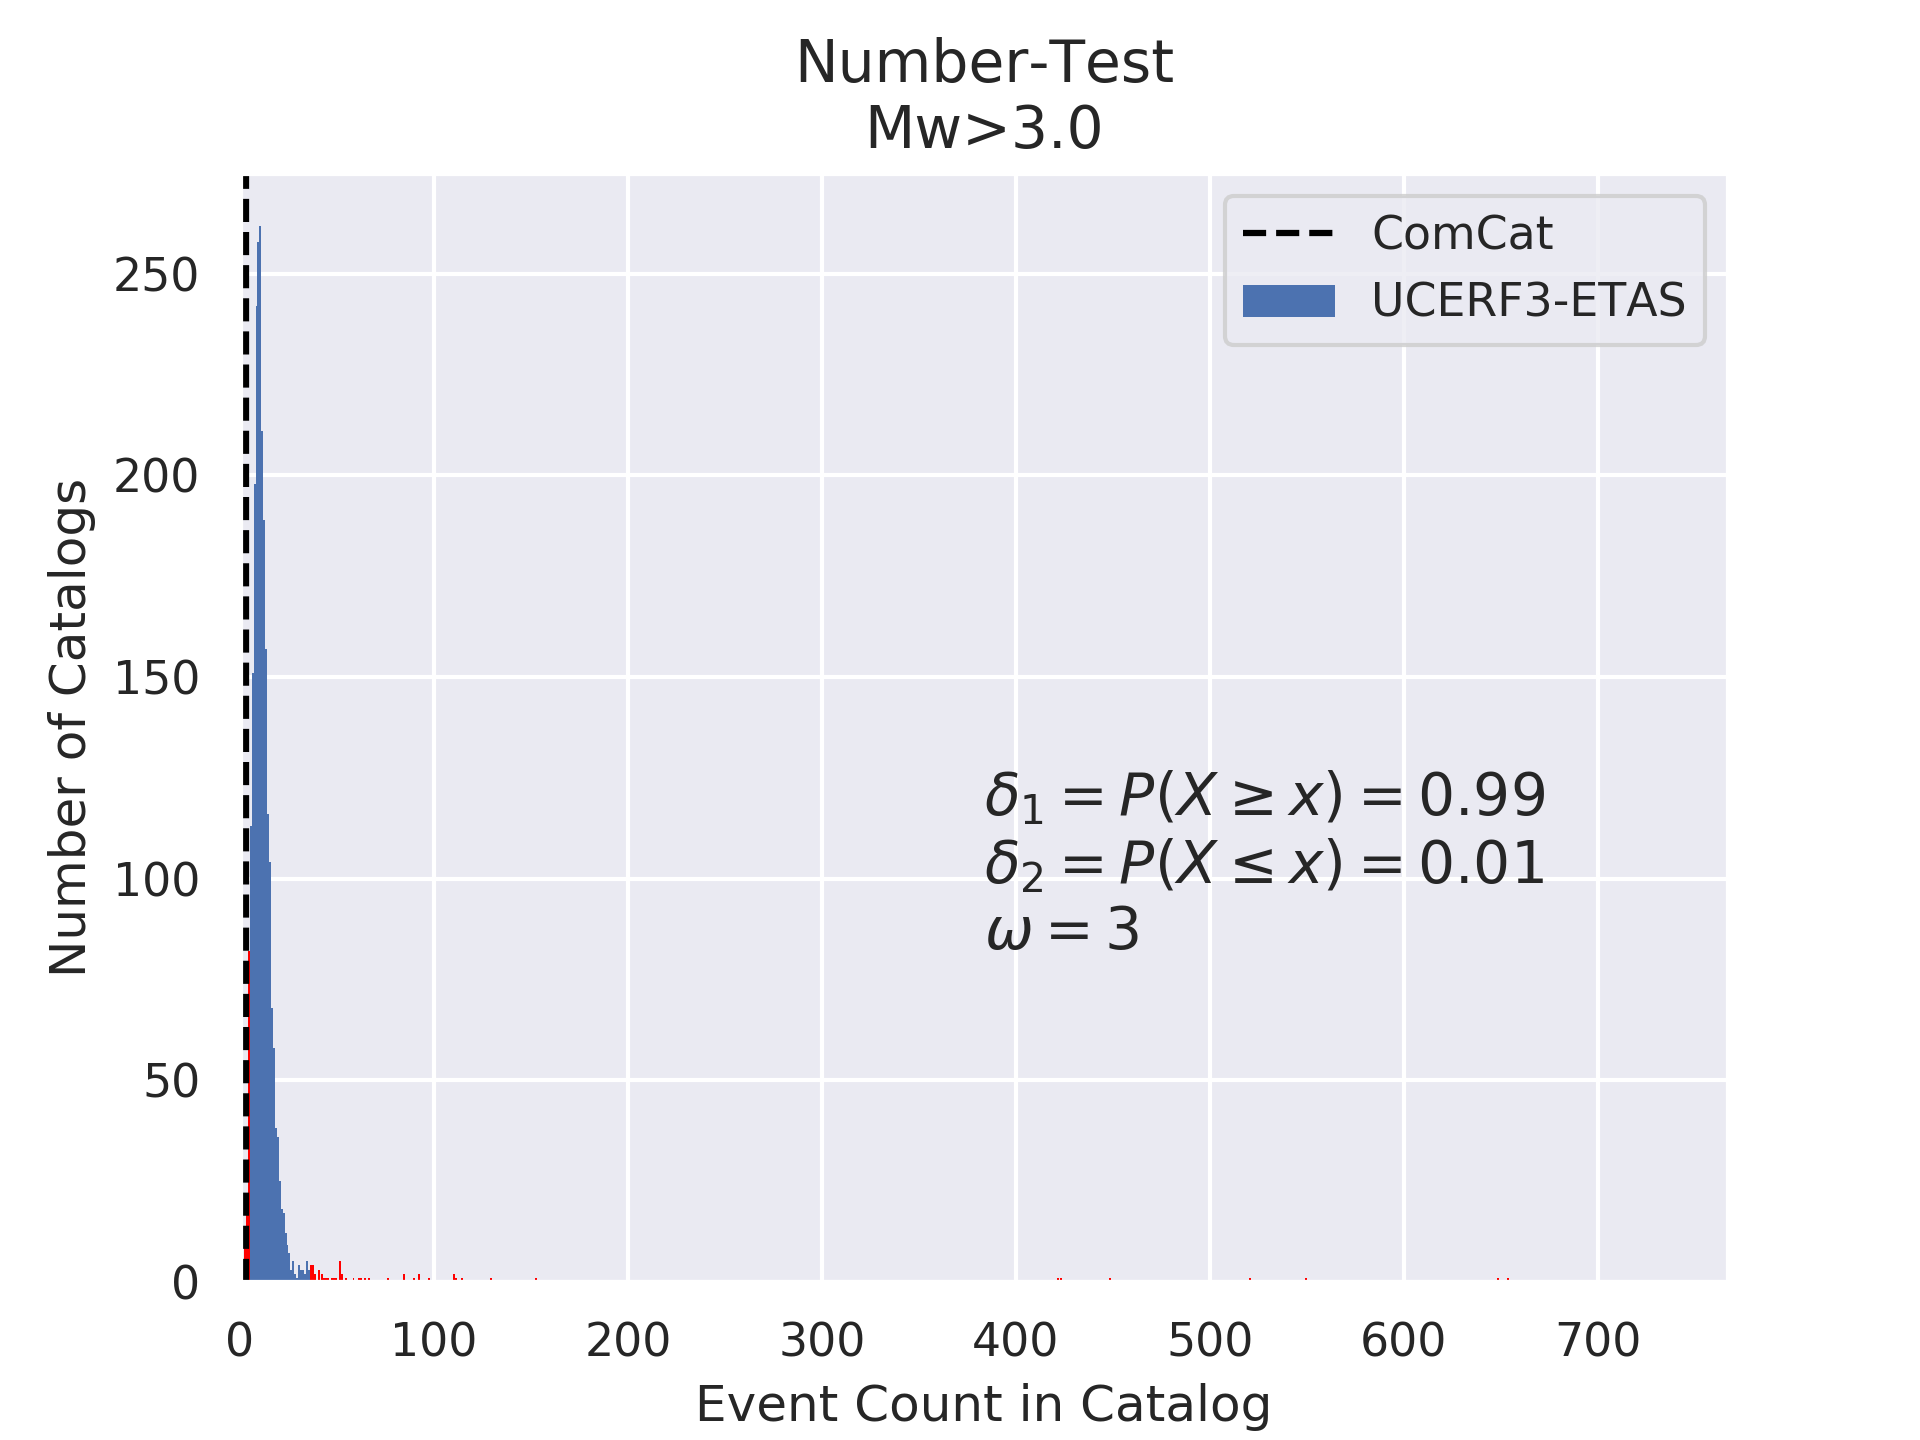 Number-Test
Mw>3.0
ComCat
UCERF3-ETAS
250
200
150
100
50
0
Number of Catalogs
δ₁ = P(X ≥ x) = 0.99
δ₂ = P(X ≤ x) = 0.01
ω = 3
0 100 200 300 400 500 600 700
Event Count in Catalog